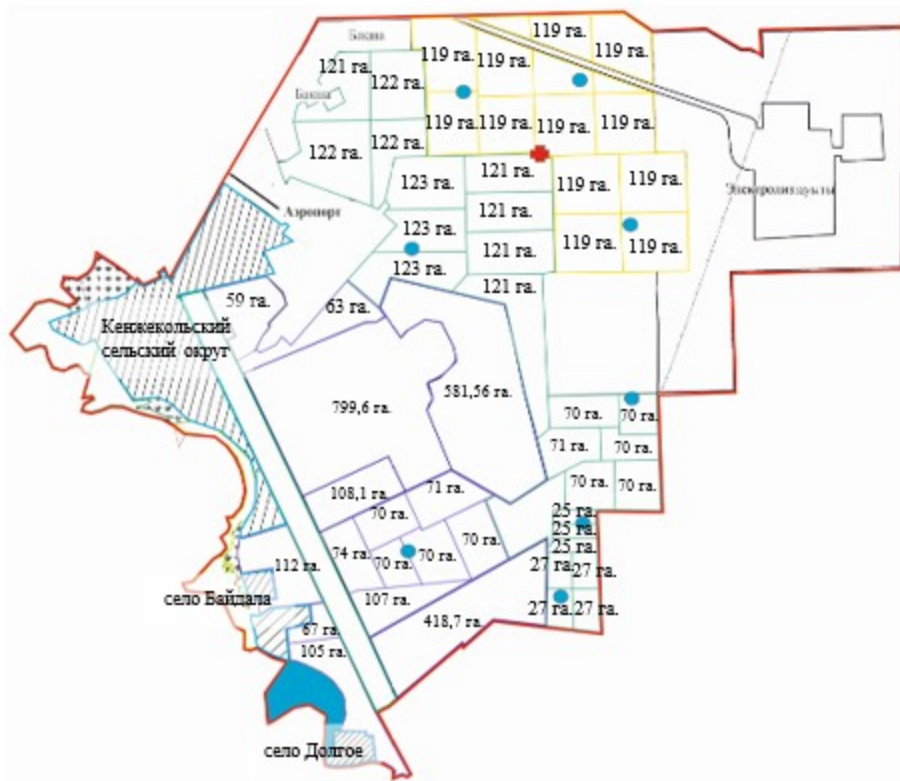 Бакша
119 га.
119 га.
119 га.
119 га.
121 га.
122 га.
119 га.
119 га.
119 га.
119 га.
122 га.
122 га.
123 га.
121 га.
119 га.
119 га.
Аэропорт
123 га.
121 га.
119 га.
119 га.
121 га.
123 га.
121 га.
59 га.
63 га.
Кенжекольский
сельский округ
799,6 га.
581,56 га.
70 га.
70 га.
71 га.
70 га.
108,1 га.
71 га.
70 га.
70 га.
70 га.
25 га.
25 га.
25 га.
74 га.
70 га.
70 га.
70 га.
27 га.
27 га.
112 га.
село Байдала
107 га.
27 га.
27 га.
418,7 га.
67 га.
105 га.
село Долгое